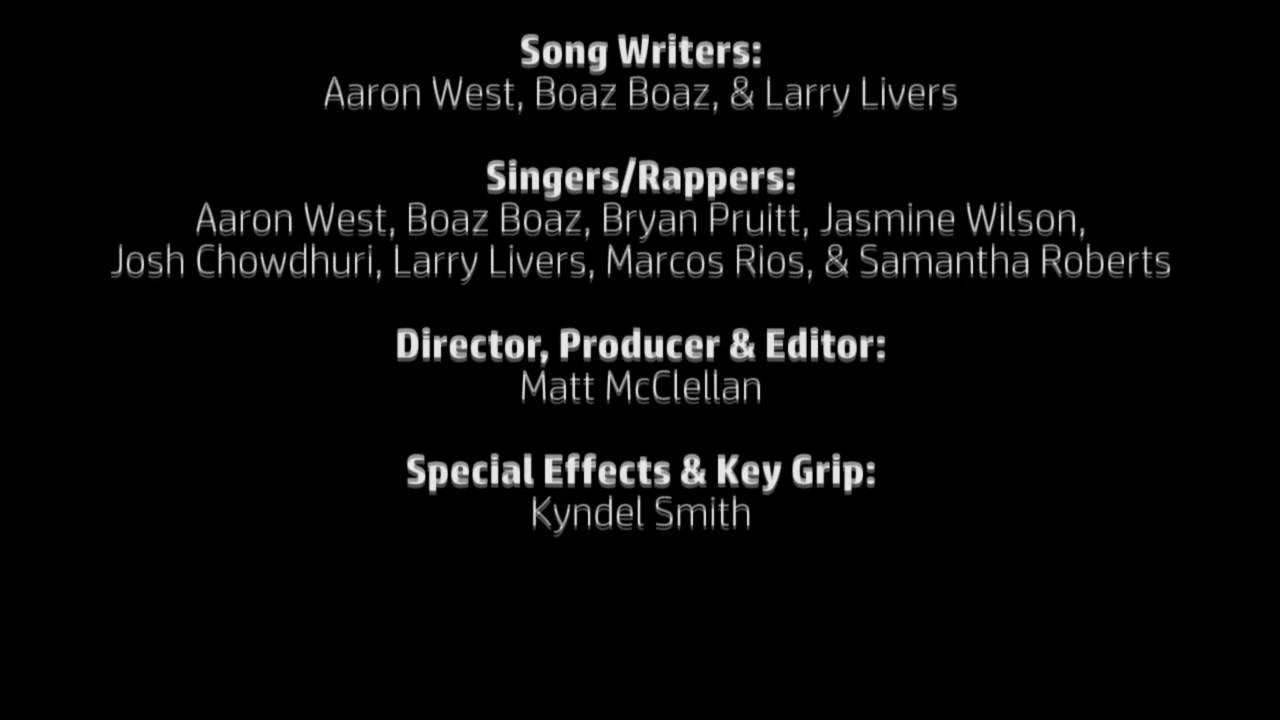 Song Writers:
Aaron West, Boaz Boaz, & Larry Livers
Singers/Rappers:
Aaron West, Boaz Boaz, Bryan Pruitt, Jasmine Wilson,
Josh Chowdhuri, Larry Livers, Marcos Rios, & Samantha Roberts
Director, Producer & Editor:
Matt McClellan
Special Effects & Key Grip:
Kyndel Smith